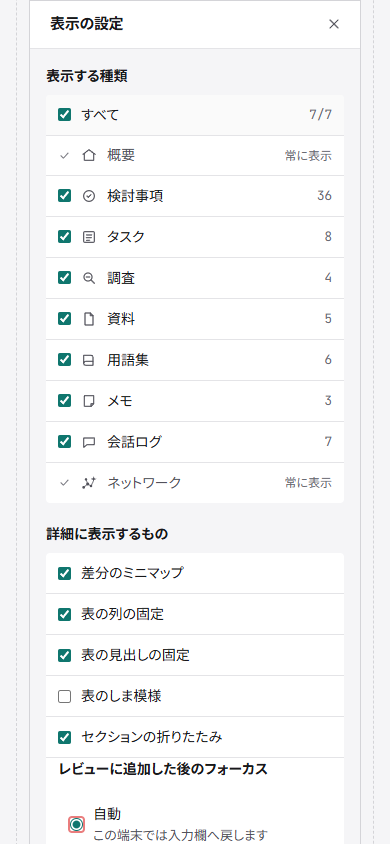 表示の設定
表示する種類
すべて 7/7
概要 常に表示
検討事項 36
タスク 8
調査 4
資料 5
用語集 6
メモ 3
会話ログ 7
ネットワーク 常に表示
詳細に表示するもの
差分のミニマップ
表の列の固定
表の見出しの固定
表のしま模様
セクションの折りたたみ
レビューに追加した後のフォーカス
自動
この端末では入力欄へ戻します